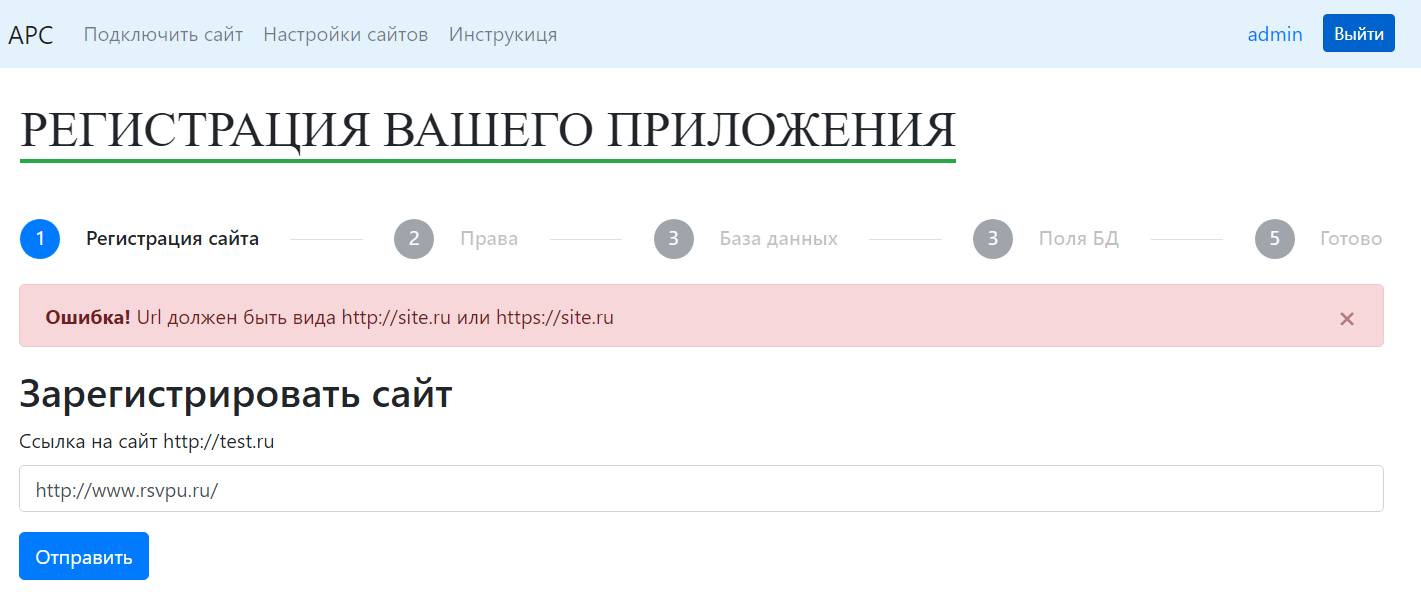 APC Подключить сайт Настройки сайтов Инструкиця admin Выйти
РЕГИСТРАЦИЯ ВАШЕГО ПРИЛОЖЕНИЯ
1 Регистрация сайта 2 Права 3 База данных 3 Поля БД 5 Готово
Ошибка! Url должен быть вида http://site.ru или https://site.ru ×
Зарегистрировать сайт
Ссылка на сайт http://test.ru
http://www.rsvpu.ru/
Отправить